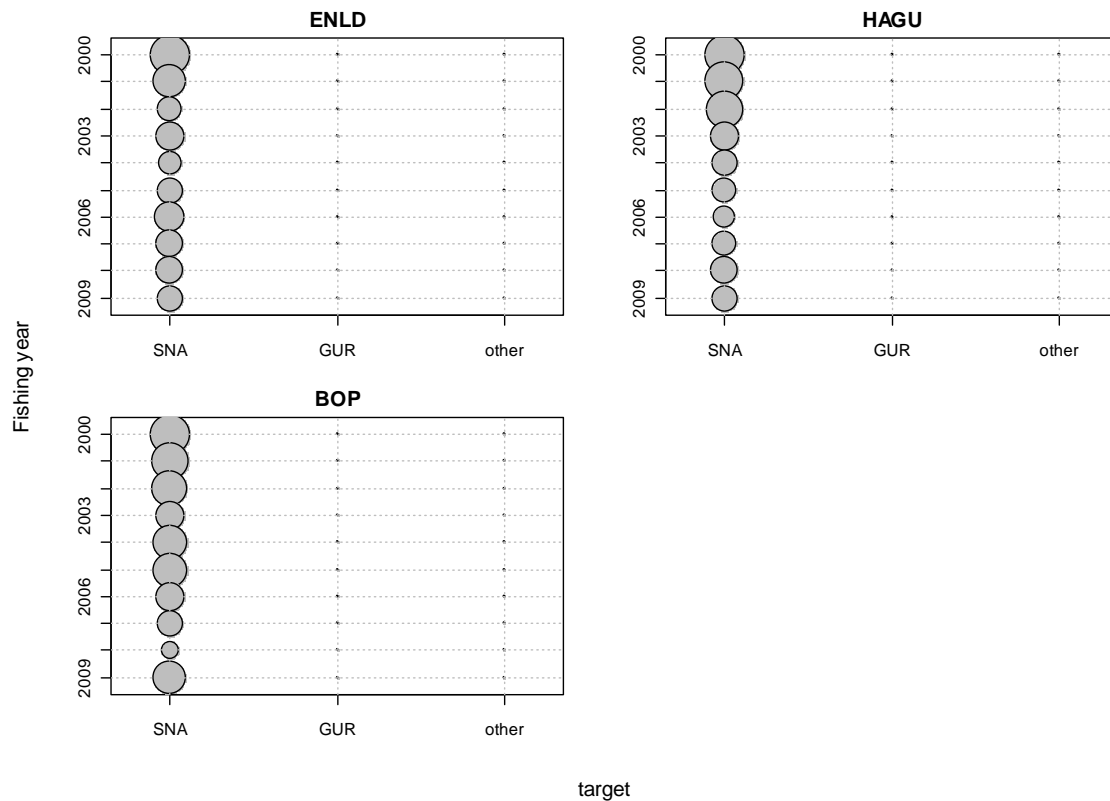 ENLD
HAGU
2000
2003
2006
2009
SNA GUR other
2000
2003
2006
2009
SNA GUR other
BOP
2000
2003
2006
2009
SNA GUR other
Fishing year
target